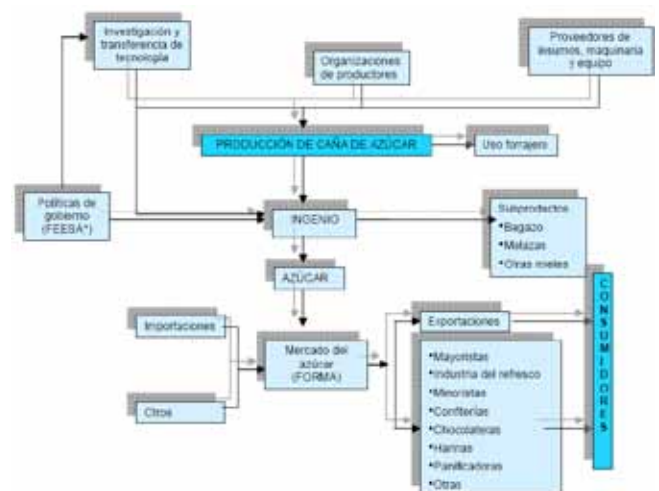 Investigación y
transferencia de
tecnología
Organizaciones
de productores
Proveedores de
insumos, maquinaria
y equipo
PRODUCCIÓN DE CAÑA DE AZÚCAR
Uso forrajero
Políticas de
gobierno
(FEESA*)
INGENIO
Subproductos
•Bagazo
•Melazas
•Otras mieles
AZÚCAR
Importaciones
Mercado del
azúcar
(FORMA)
Otros
Exportaciones
•Mayoristas
•Industria del refresco
•Minoristas
•Confiterías
•Chocolateras
•Harinas
•Panificadoras
•Otras
CONSUMIDORES